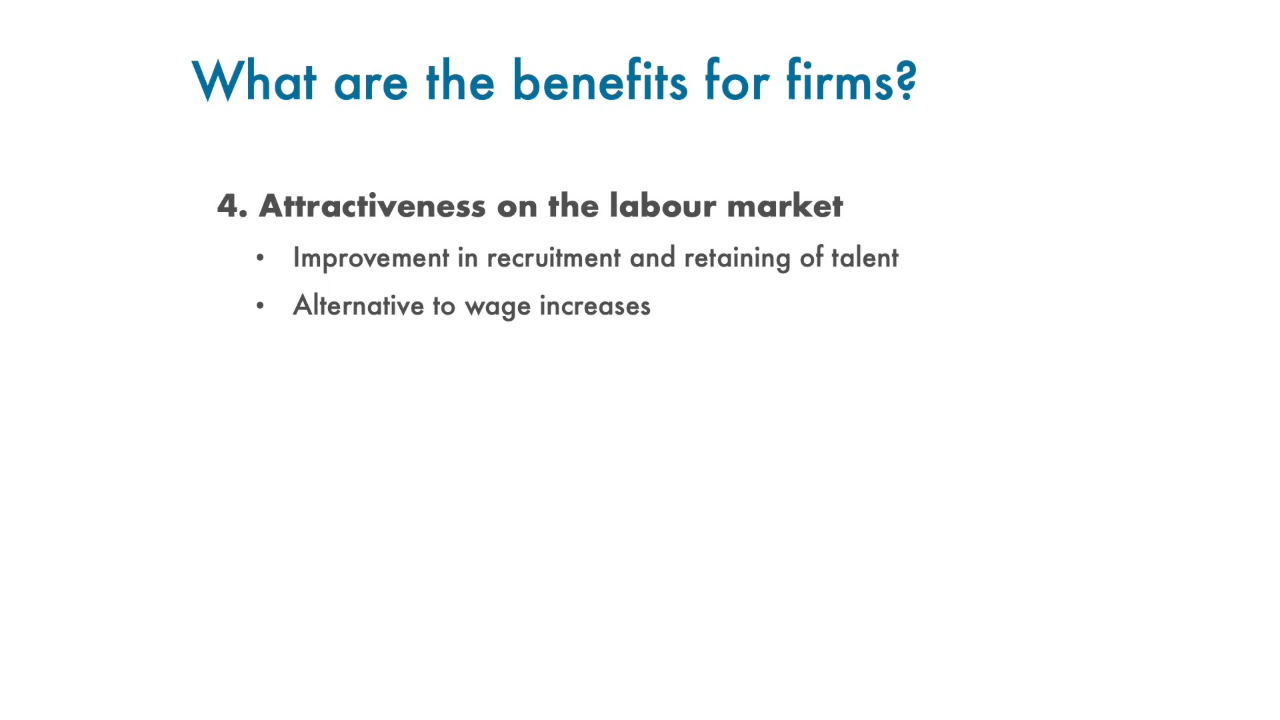 What are the benefits for firms?
4. Attractiveness on the labour market
• Improvement in recruitment and retaining of talent
• Alternative to wage increases